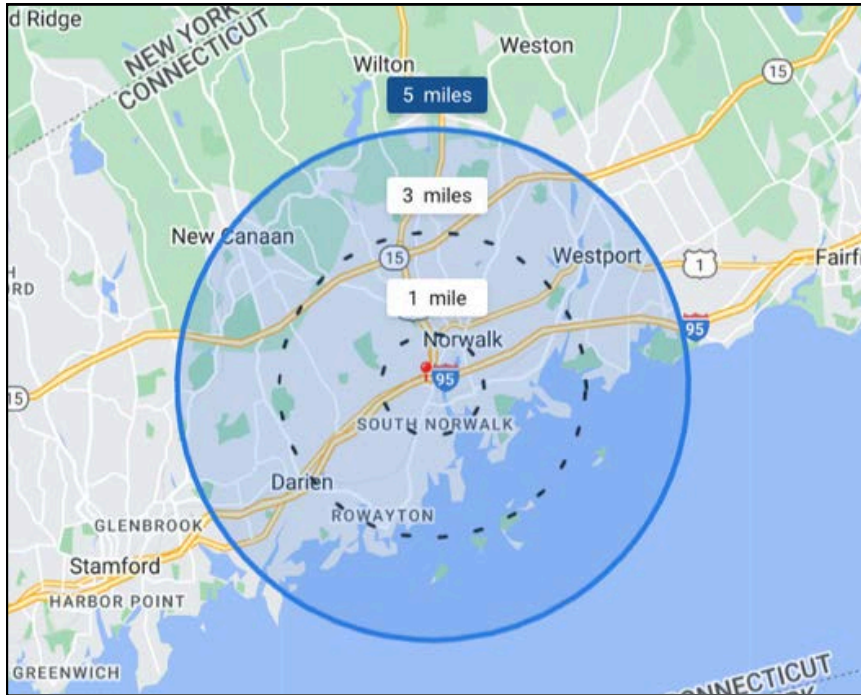 d Ridge
NEW YORK
CONNECTICUT
Weston
Wilton
15
5 miles
3 miles
New Canaan
15
Westport
1
Fairf
ORD
1 mile
95
Norwalk
95
15
SOUTH NORWALK
Darien
ROWAYTON
GLENBROOK
Stamford
HARBOR POINT
GREENWICH
CONNECTICUT